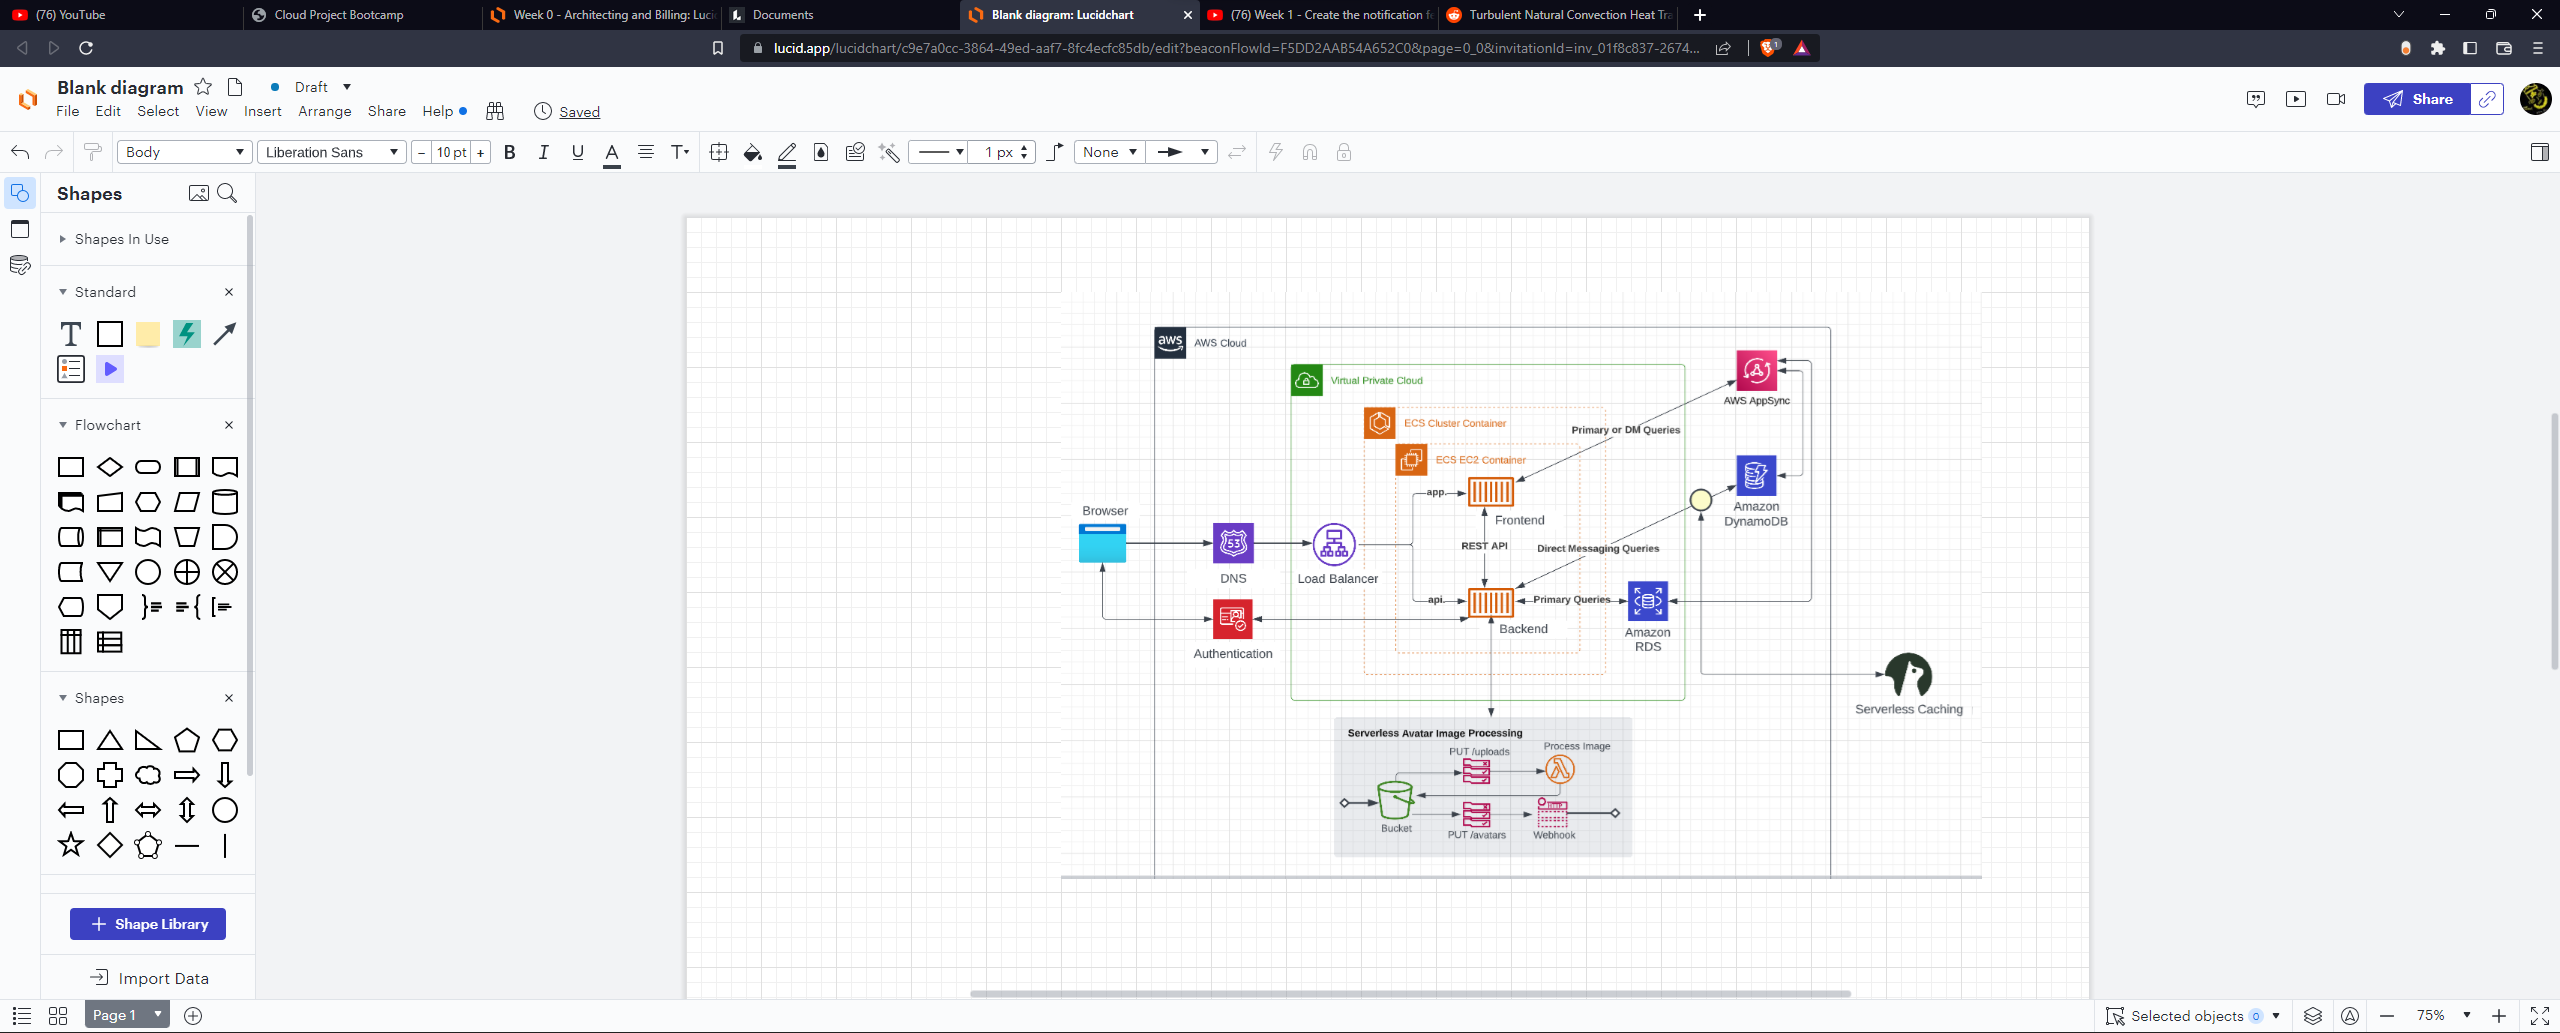 (76) YouTube
Cloud Project Bootcamp
Week 0 - Architecting and Billing: Luci
Documents
Blank diagram: Lucidchart
(76) Week 1 - Create the notification f
Turbulent Natural Convection Heat Tra
lucid.app/lucidchart/c9e7a0cc-3864-49ed-aaf7-8fc4ecfc85db/edit?beaconFlowId=F5DD2AAB54A652C0&page=0_0&invitationId=inv_01f8c837-2674...
1
Blank diagram
Draft
File Edit Select View Insert Arrange Share Help
Saved
Share
Body
Liberation Sans
- 10 pt +
B I U A T
1 px
None
Shapes
Shapes In Use
Standard
T
Flowchart
Shapes
Shape Library
Import Data
aws
AWS Cloud
Virtual Private Cloud
AWS AppSync
ECS Cluster Container
Primary or DM Queries
ECS EC2 Container
app.
Browser
Amazon
DynamoDB
Frontend
53
REST API
Direct Messaging Queries
DNS
Load Balancer
api.
Primary Queries
Backend
Amazon
RDS
Authentication
Serverless Caching
Serverless Avatar Image Processing
PUT /uploads
Process Image
HTTP
Bucket
PUT /avatars
Webhook
Page 1
Selected objects 0
75%